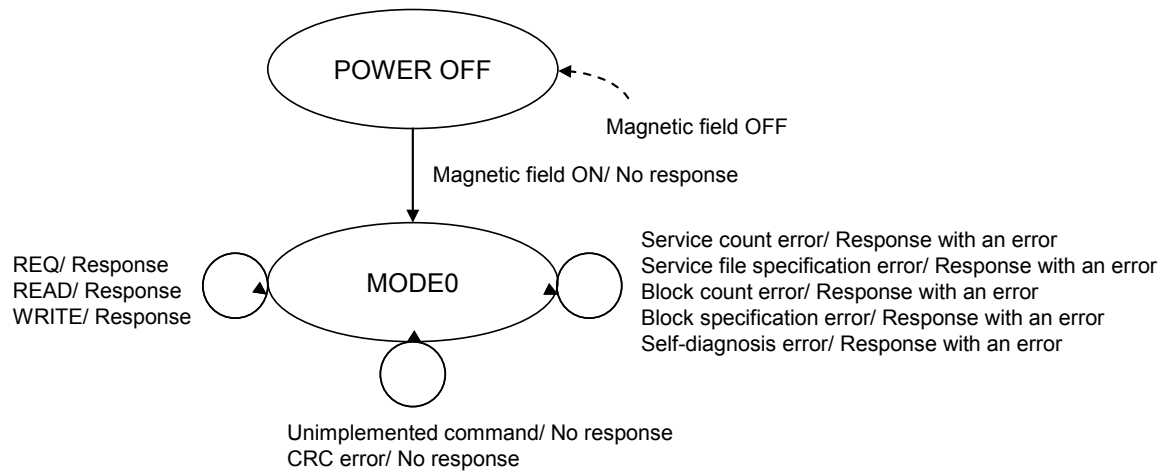 POWER OFF
Magnetic field OFF
Magnetic field ON/ No response
REQ/ Response
READ/ Response
WRITE/ Response
MODE0
Service count error/ Response with an error
Service file specification error/ Response with an error
Block count error/ Response with an error
Block specification error/ Response with an error
Self-diagnosis error/ Response with an error
Unimplemented command/ No response
CRC error/ No response